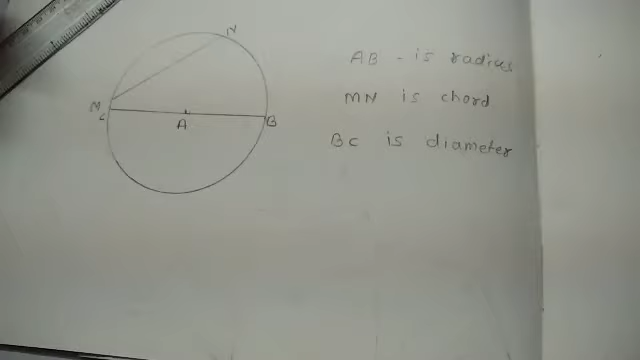 N
N
C
A
B
AB - is radius
MN is chord
BC is diameter